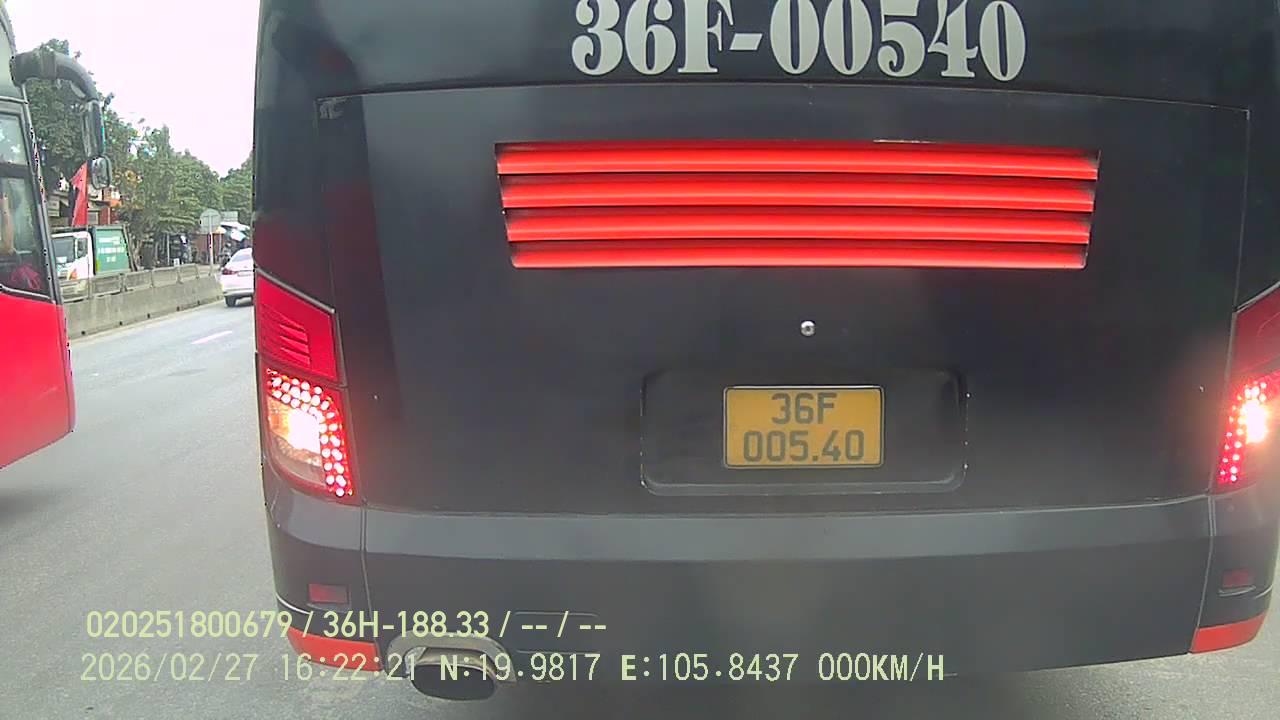 36F-00540
36F
005.40
020251800679 / 36H-188.33 / -- / --
2026/02/27 16:22:21 N:19.9817 E:105.8437 000KM/H